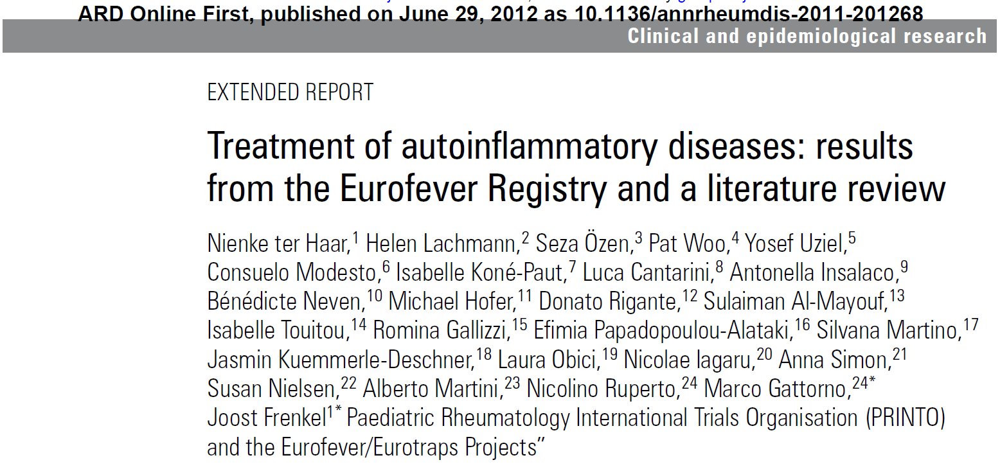 ARD Online First, published on June 29, 2012 as 10.1136/annrheumdis-2011-201268
Clinical and epidemiological research
EXTENDED REPORT
Treatment of autoinflammatory diseases: results
from the Eurofever Registry and a literature review
Nienke ter Haar,1 Helen Lachmann,2 Seza Özen,3 Pat Woo,4 Yosef Uziel,5
Consuelo Modesto,6 Isabelle Koné-Paut,7 Luca Cantarini,8 Antonella Insalaco,9
Bénédicte Neven,10 Michael Hofer,11 Donato Rigante,12 Sulaiman Al-Mayouf,13
Isabelle Touitou,14 Romina Gallizzi,15 Efimia Papadopoulou-Alataki,16 Silvana Martino,17
Jasmin Kuemmerle-Deschner,18 Laura Obici,19 Nicolae Iagaru,20 Anna Simon,21
Susan Nielsen,22 Alberto Martini,23 Nicolino Ruperto,24 Marco Gattorno,24*
Joost Frenkel1* Paediatric Rheumatology International Trials Organisation (PRINTO)
and the Eurofever/Eurotraps Projects”